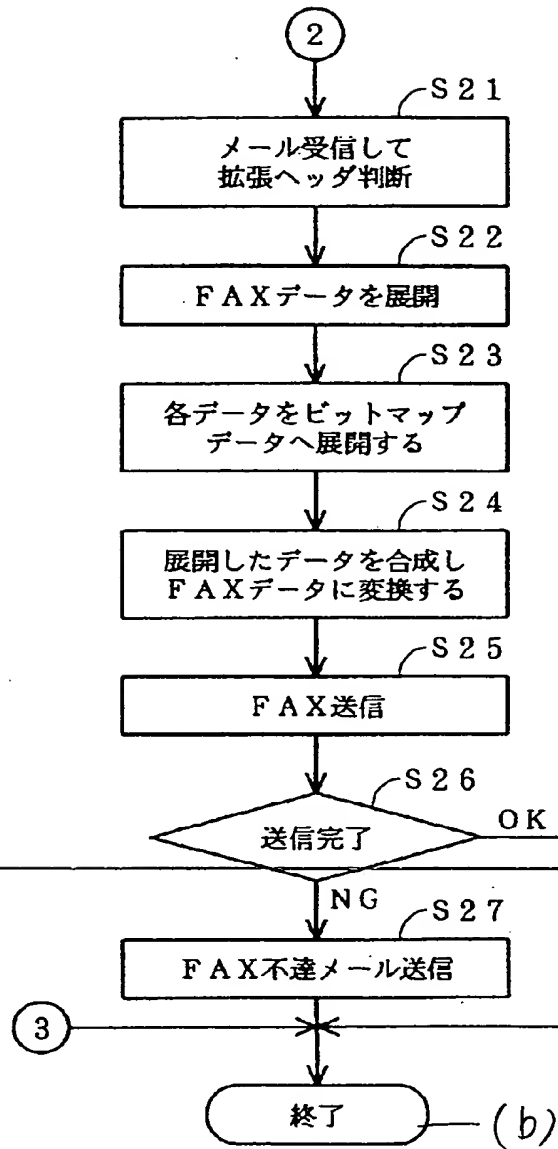 2
S21
メール受信して
拡張ヘッダ判断
S22
FAXデータを展開
S23
各データをビットマップ
データへ展開する
S24
展開したデータを合成し
FAXデータに変換する
S25
FAX送信
S26
送信完了
OK
NG
S27
FAX不達メール送信
3
終了
(b)